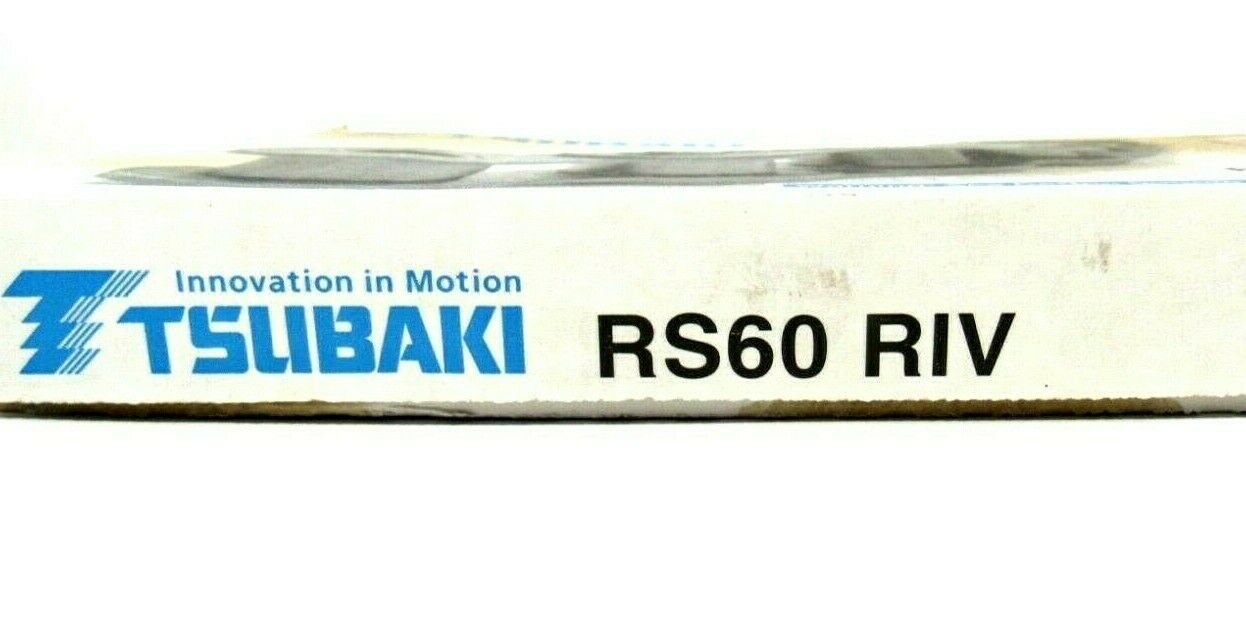 Innovation in Motion
TSUBAKI RS60 RIV